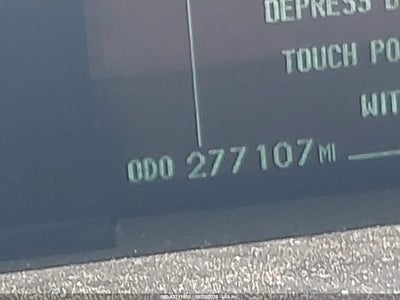 DEPRESS
TOUCH PO
WIT
ODO 277107 MI